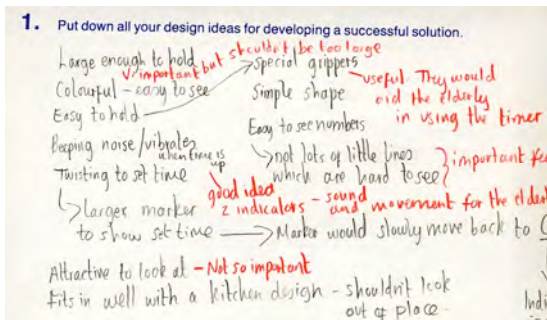 1. Put down all your design ideas for developing a successful solution.
Large enough to hold
V. important but shouldn't be too large
Colourful - easy to see
Easy to hold
Beeping noise/vibrates
when time is up
Twisting to set time
larger marker
to show set time
Special grippers
useful. They would
aid the elderly
in using the timer
Simple shape
Easy to see numbers
not lots of little lines
which are hard to see
important
good idea
2 indicators - sound
and movement for the
Marker would slowly move back to
Attractive to look at - Not so important
Fits in well with a kitchen design - shouldn't look
out of place.